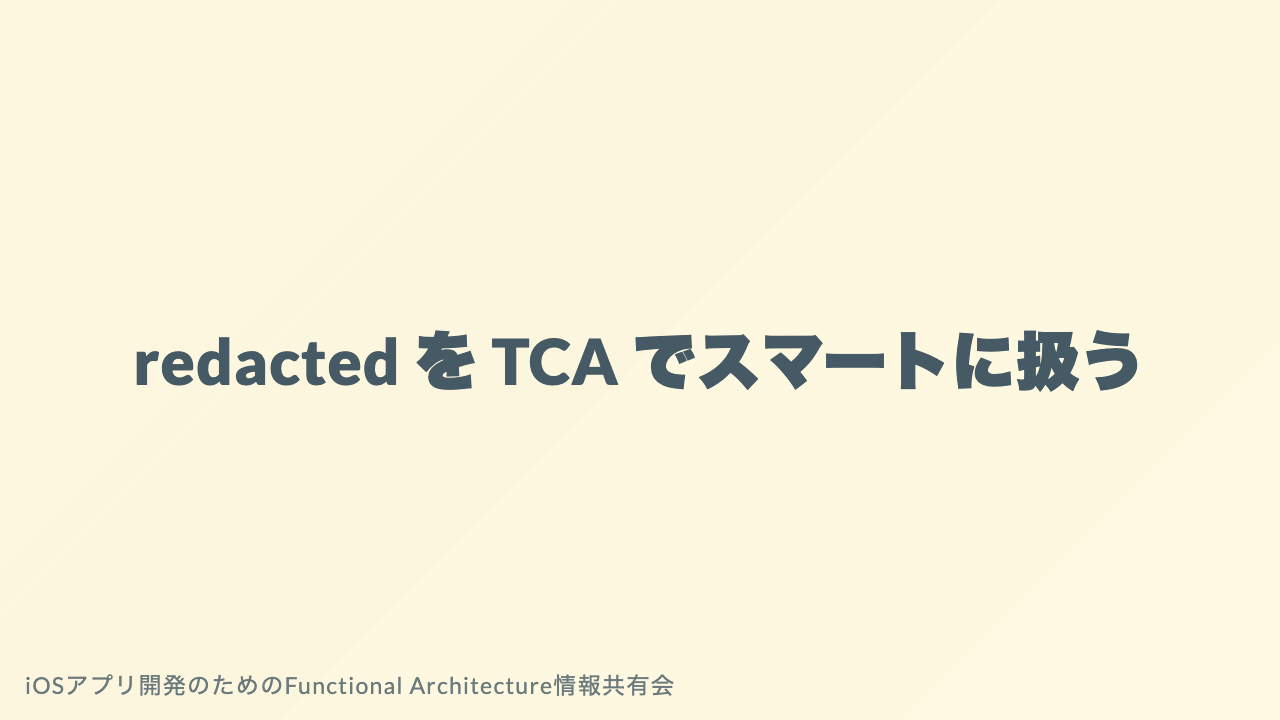 redacted を TCA でスマートに扱う
iOSアプリ開発のためのFunctional Architecture情報共有会